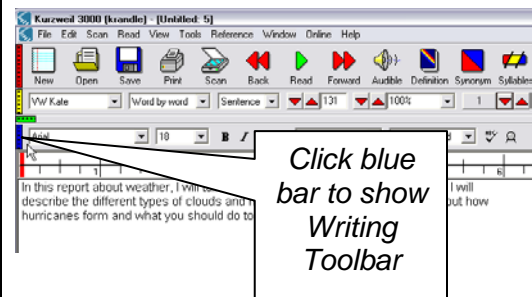 Kurzweil 3000 [krandle] - [Untitled: 5]
File Edit Scan Read View Tools Reference Window Online Help
New Open Save Print Scan Back Read Forward Audible Definition Synonym Syllables
VW Kate Word by word Sentence 131 100% 1
Arial 18 B I
1 6
In this report about weather, I will I will
describe the different types of clouds and out how
hurricanes form and what you should do to
Click blue
bar to show
Writing
Toolbar